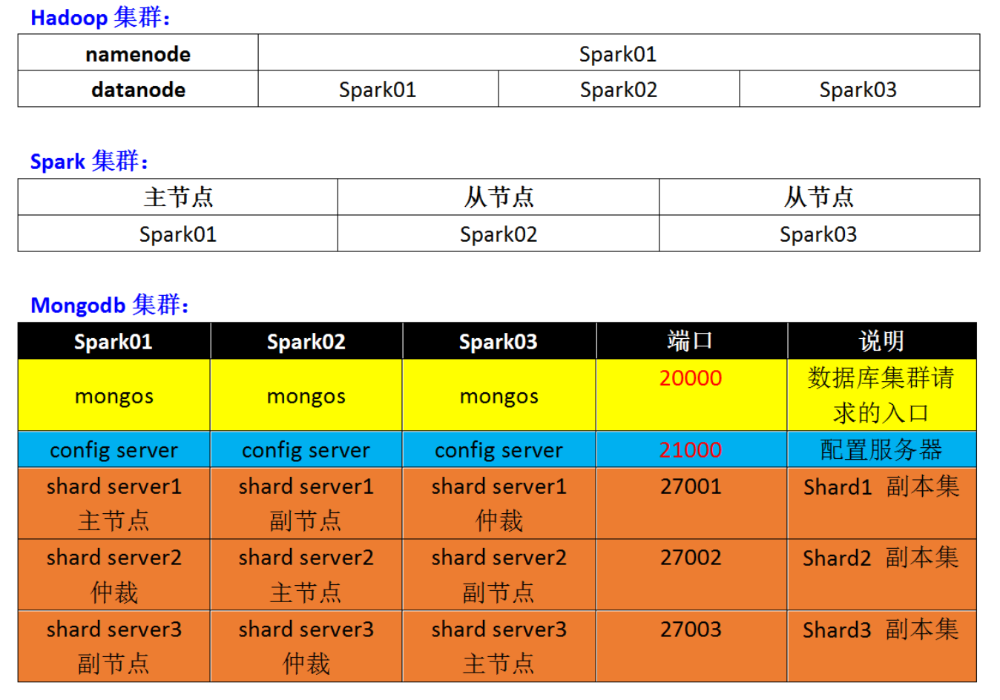 Hadoop 集群：
namenode Spark01
datanode Spark01 Spark02 Spark03
Spark 集群：
主节点 从节点 从节点
Spark01 Spark02 Spark03
Mongodb 集群：
Spark01 Spark02 Spark03 端口 说明
mongos mongos mongos 20000 数据库集群请
求的入口
config server config server config server 21000 配置服务器
shard server1 shard server1 shard server1 27001 Shard1 副本集
主节点 副节点 仲裁
shard server2 shard server2 shard server2 27002 Shard2 副本集
仲裁 主节点 副节点
shard server3 shard server3 shard server3 27003 Shard3 副本集
副节点 仲裁 主节点